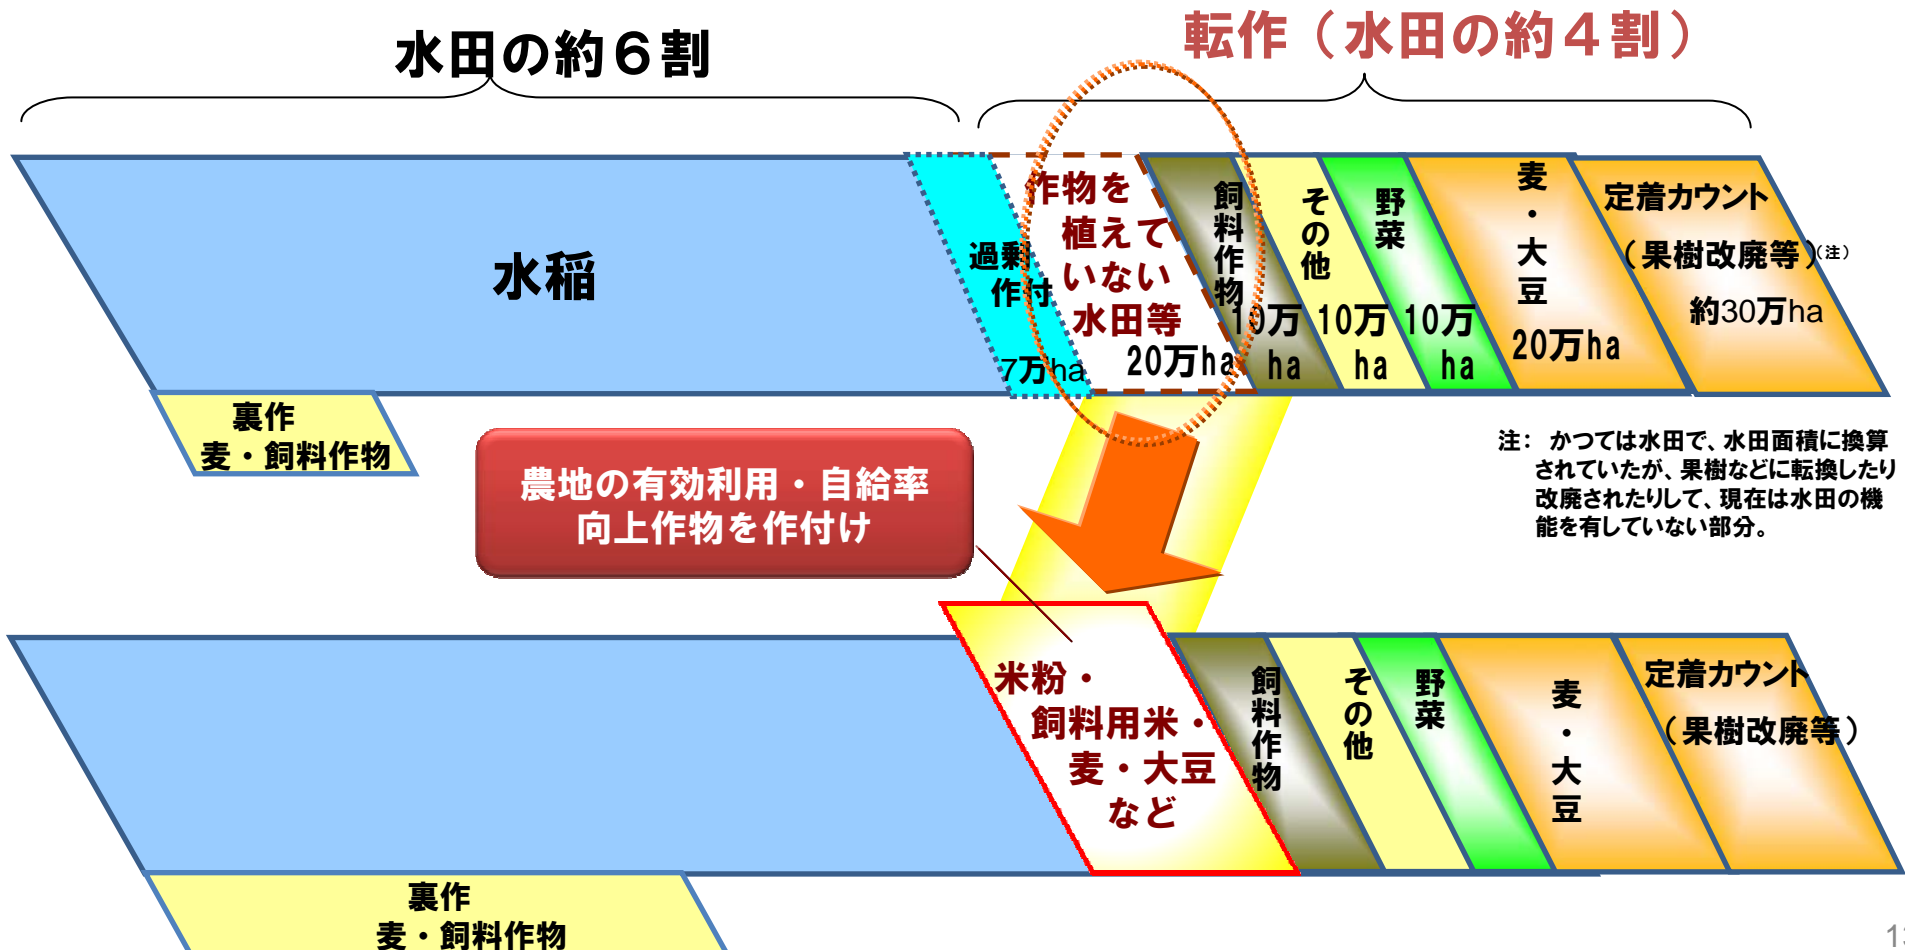 水田の約６割
転作（水田の約４割）
水稲
過剰
作付
7万ha
作物を
植えて
いない
水田等
20万ha
飼料作物
10万
ha
その他
10万
ha
野菜
10万
ha
麦・大豆
20万ha
定着カウント
（果樹改廃等）（注）
約30万ha
裏作
麦・飼料作物
農地の有効利用・自給率
向上作物を作付け
注： かつては水田で、水田面積に換算
されていたが、果樹などに転換したり
改廃されたりして、現在は水田の機
能を有していない部分。
米粉・
飼料用米・
麦・大豆
など
飼料作物
その他
野菜
麦・大豆
定着カウント
（果樹改廃等）
裏作
麦・飼料作物